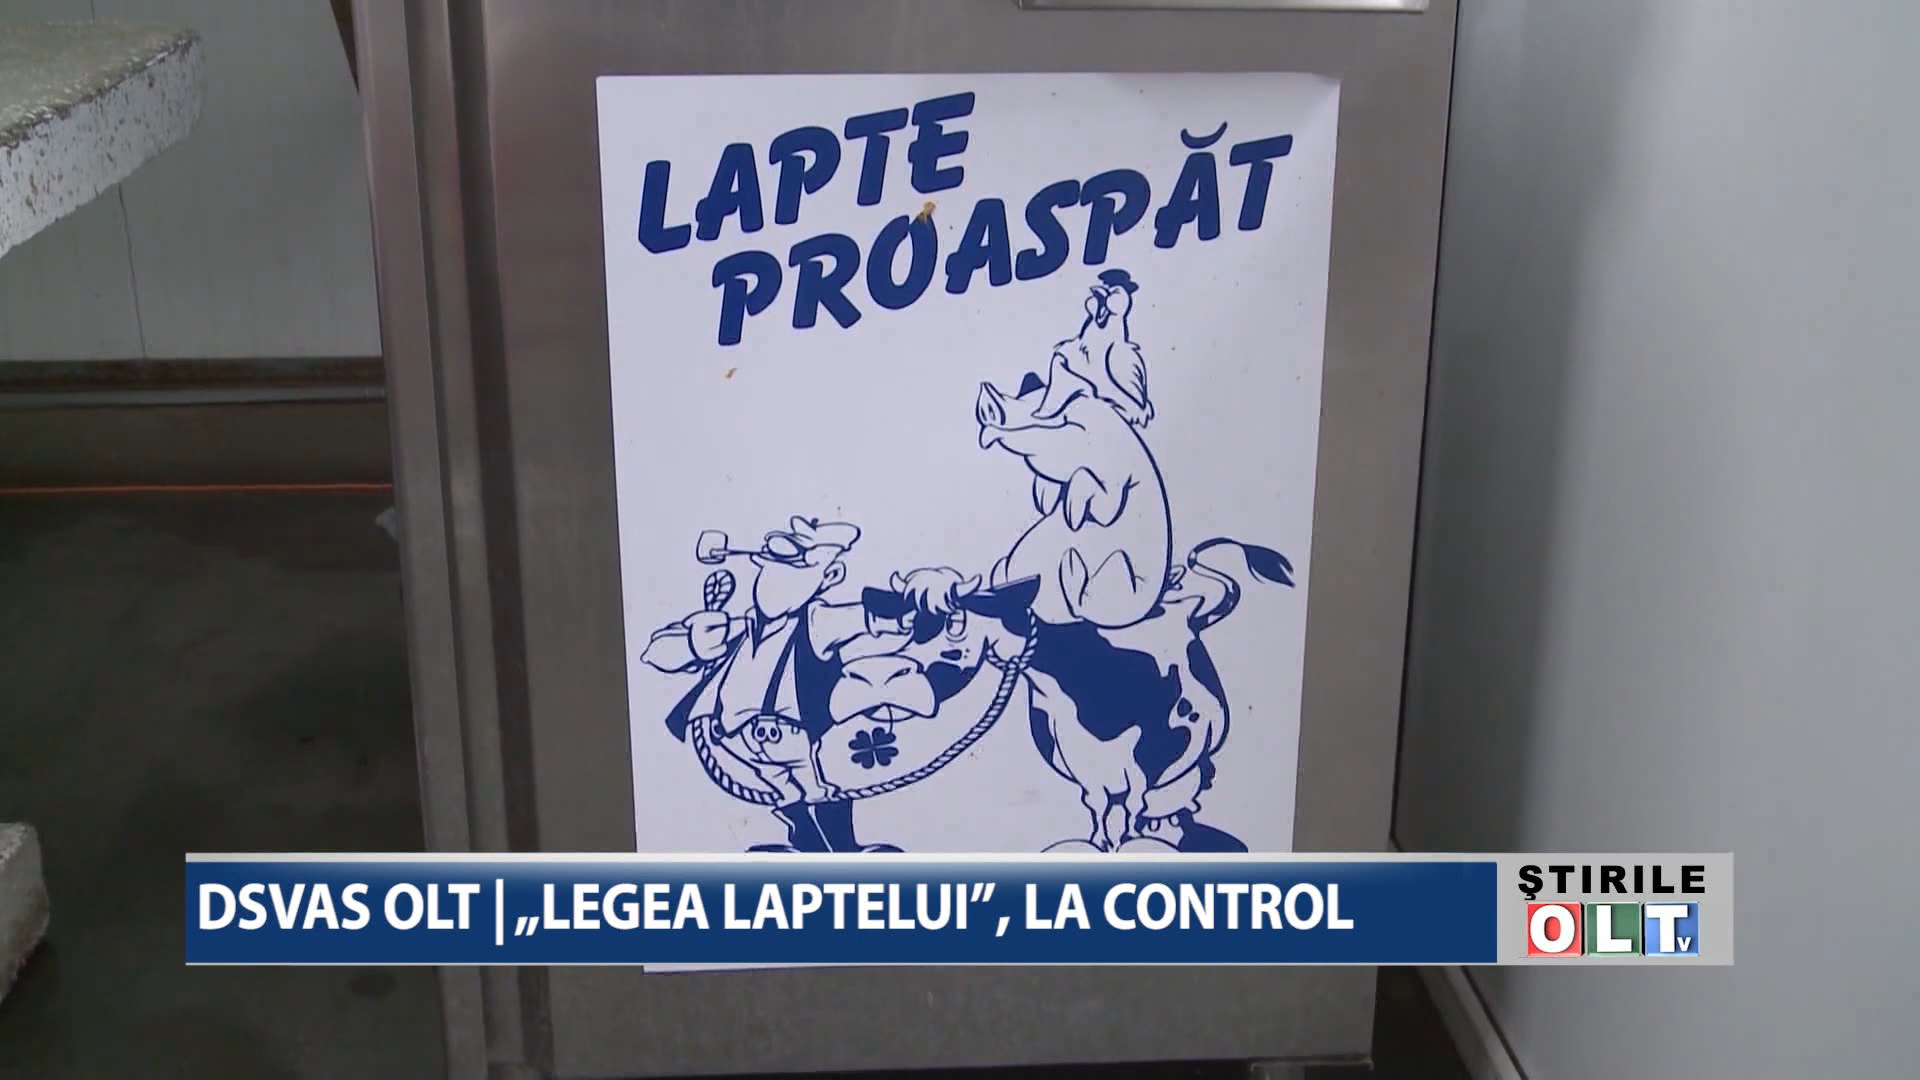 LAPTE
PROASPĂT
DSVAS OLT | „LEGEA LAPTELUI”, LA CONTROL
ŞTIRILE
OLTv